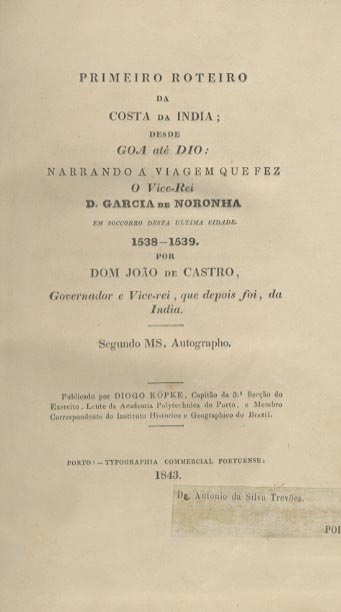 PRIMEIRO ROTEIRO
DA
COSTA DA INDIA;
DESDE
GOA até DIO:
NARRANDO A VIAGEM QUE FEZ
O Vice-Rei
D. GARCIA DE NORONHA
EM SOCCORRO DESTA ULTIMA CIDADE.
1538-1539.
POR
DOM JOÃO DE CASTRO,
Governador e Vice-rei, que depois foi, da
India.
Segundo MS. Autographo.
Publicado por DIOGO KÖPKE, Capitão da 3.ª Secção do
Exercito, Lente da Academia Polytechnica do Porto, e Membro
Correspondente do Instituto Historico e Geographico do Brazil.
PORTO:-TYPOGRAPHIA COMMERCIAL PORTUENSE:
1843.
Antonio da Silva Trevões.